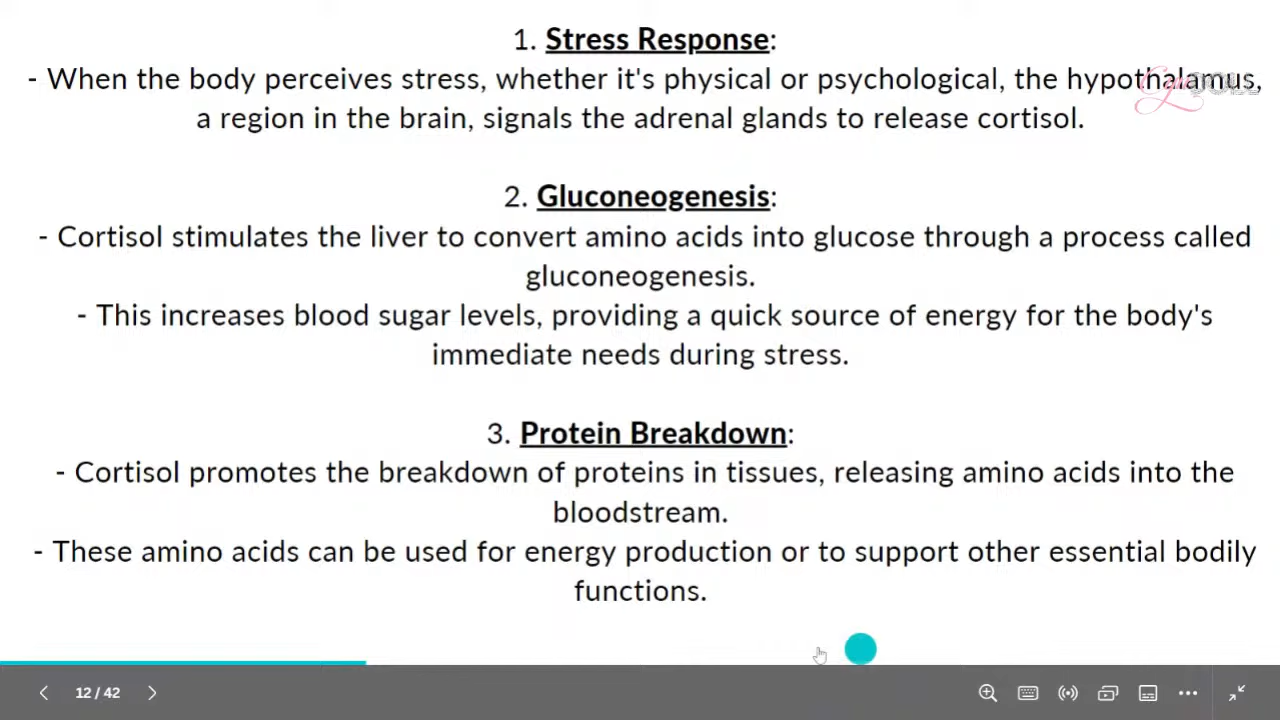 1. Stress Response:
- When the body perceives stress, whether it's physical or psychological, the hypothalamus,
a region in the brain, signals the adrenal glands to release cortisol.
2. Gluconeogenesis:
- Cortisol stimulates the liver to convert amino acids into glucose through a process called
gluconeogenesis.
- This increases blood sugar levels, providing a quick source of energy for the body's
immediate needs during stress.
3. Protein Breakdown:
- Cortisol promotes the breakdown of proteins in tissues, releasing amino acids into the
bloodstream.
- These amino acids can be used for energy production or to support other essential bodily
functions.
12 / 42